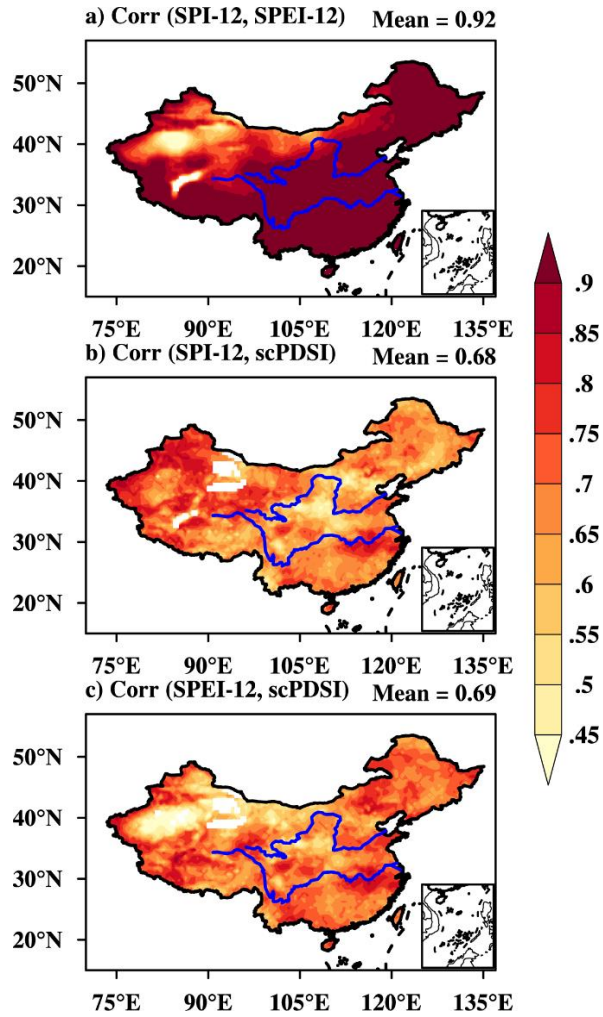 a) Corr (SPI-12, SPEI-12) Mean = 0.92
50°N
40°N
30°N
20°N
75°E 90°E 105°E 120°E 135°E
b) Corr (SPI-12, scPDSI) Mean = 0.68
50°N
40°N
30°N
20°N
75°E 90°E 105°E 120°E 135°E
c) Corr (SPEI-12, scPDSI) Mean = 0.69
50°N
40°N
30°N
20°N
75°E 90°E 105°E 120°E 135°E
.9
.85
.8
.75
.7
.65
.6
.55
.5
.45